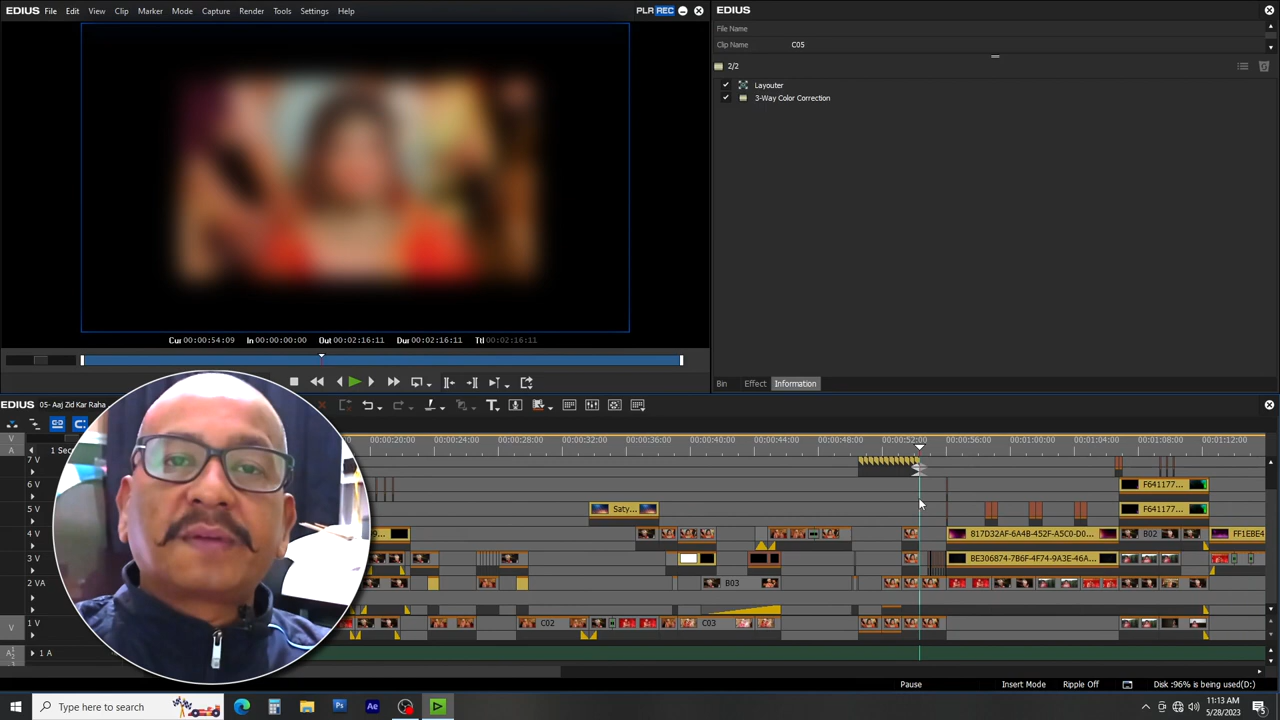 EDIUS File Edit View Clip Marker Mode Capture Render Tools Settings Help PLR REC
EDIUS
File Name
Clip Name C05
2/2
Layouter
3-Way Color Correction
Cur 00:00:54:09 In 00:00:00:00 Out 00:02:16:11 Dur 00:02:16:11 Ttl 00:02:16:11
Bin Effect Information
EDIUS 05- Aaj Zid Kar Raha
V
A
1 Sec
00:00:20:00 00:00:24:00 00:00:28:00 00:00:32:00 00:00:36:00 00:00:40:00 00:00:44:00 00:00:48:00 00:00:52:00 00:00:56:00 00:01:00:00 00:01:04:00 00:01:08:00 00:01:12:00
7
6 V F641177...
5 V Saty... F641177...
4 V 817D32AF-6A4B-452F-A5C0-D0... B02 FF1EBE4
3 V BE306874-7B6F-4F74-9A3E-46A...
2 VA B03
V 1 V C02 C03
A 1 A
Pause Insert Mode Ripple Off Disk :96% is being used(D:)
Type here to search
Ps Ae
11:13 AM
5/28/2023
5